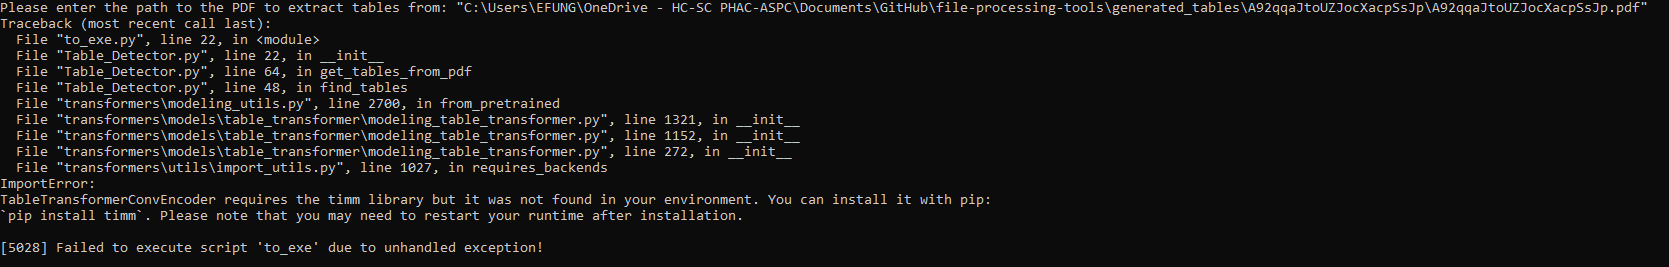 Please enter the path to the PDF to extract tables from: "C:\Users\EFUNG\OneDrive - HC-SC PHAC-ASPC\Documents\GitHub\file-processing-tools\generated_tables\A92qqaJtoUZJocXacpSsJp\A92qqaJtoUZJocXacpSsJp.pdf"
Traceback (most recent call last):
  File "to_exe.py", line 22, in <module>
  File "Table_Detector.py", line 22, in __init__
  File "Table_Detector.py", line 64, in get_tables_from_pdf
  File "Table_Detector.py", line 48, in find_tables
  File "transformers\modeling_utils.py", line 2700, in from_pretrained
  File "transformers\models\table_transformer\modeling_table_transformer.py", line 1321, in __init__
  File "transformers\models\table_transformer\modeling_table_transformer.py", line 1152, in __init__
  File "transformers\models\table_transformer\modeling_table_transformer.py", line 272, in __init__
  File "transformers\utils\import_utils.py", line 1027, in requires_backends
ImportError:
TableTransformerConvEncoder requires the timm library but it was not found in your environment. You can install it with pip:
`pip install timm`. Please note that you may need to restart your runtime after installation.
[5028] Failed to execute script 'to_exe' due to unhandled exception!